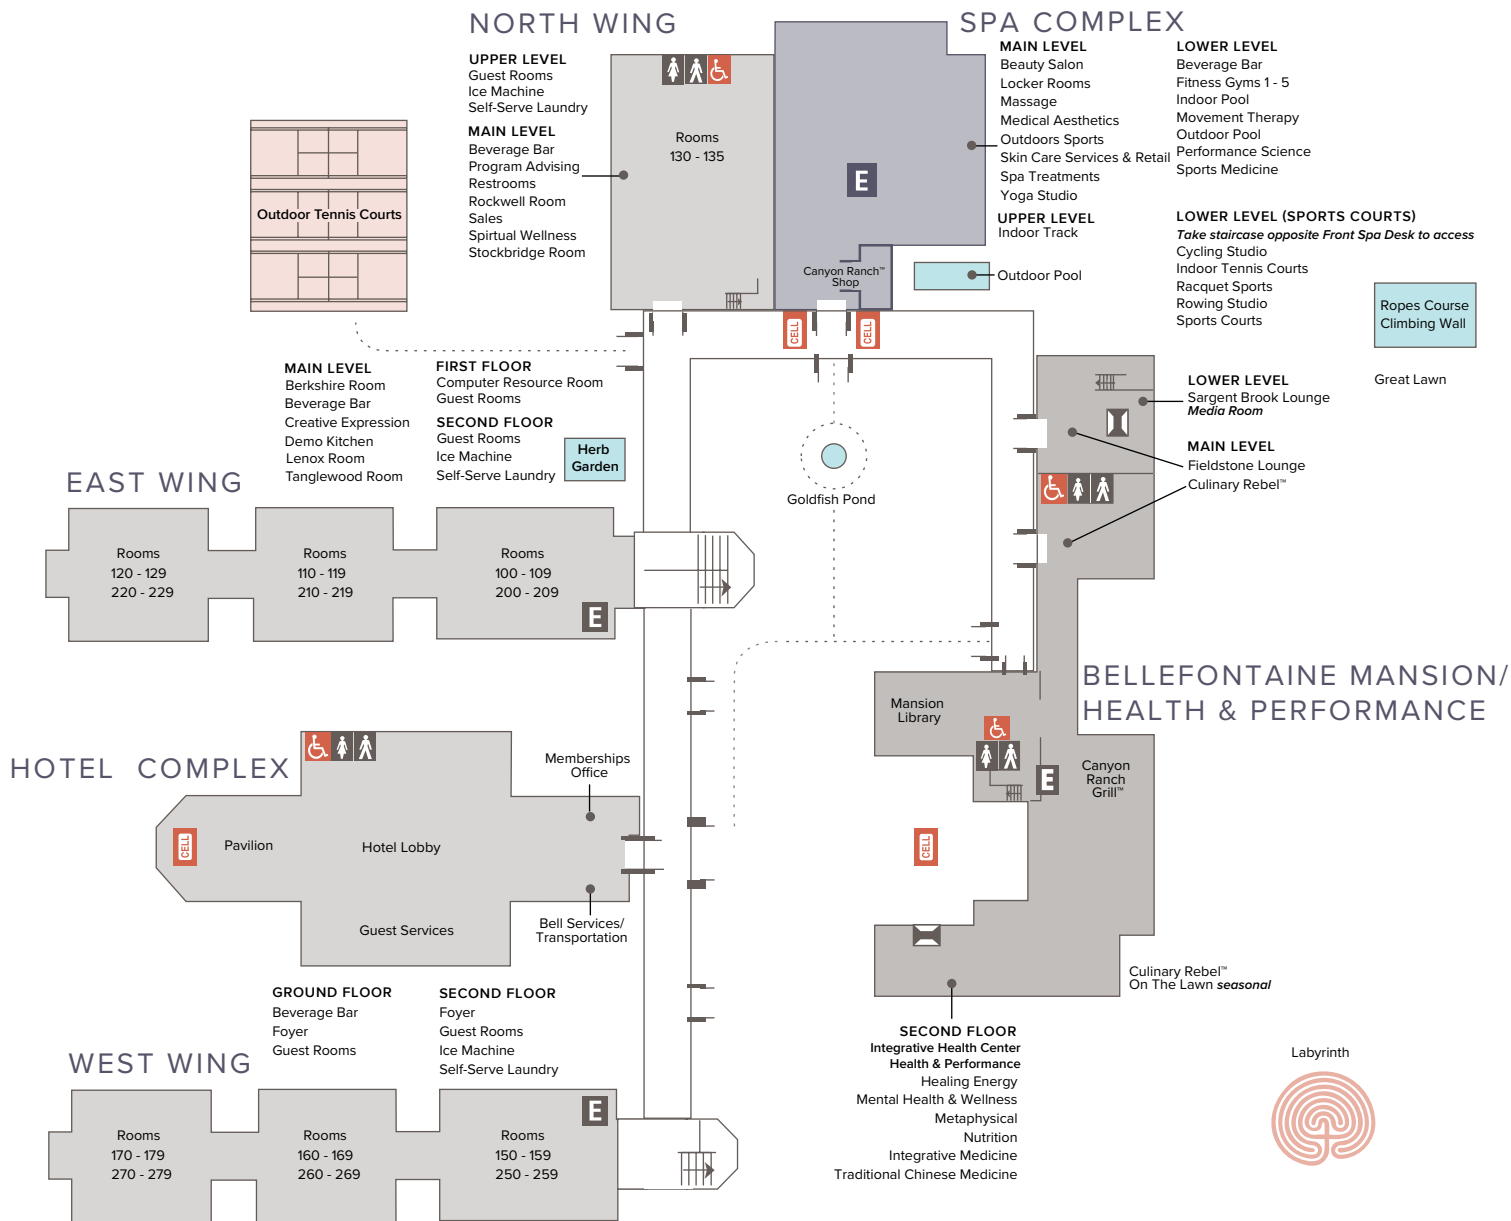 NORTH WING
UPPER LEVEL
Guest Rooms
Ice Machine
Self-Serve Laundry
MAIN LEVEL
Beverage Bar
Program Advising
Restrooms
Rockwell Room
Sales
Spirtual Wellness
Stockbridge Room
Rooms
130 - 135
SPA COMPLEX
MAIN LEVEL
Beauty Salon
Locker Rooms
Massage
Medical Aesthetics
Outdoors Sports
Skin Care Services & Retail
Spa Treatments
Yoga Studio
UPPER LEVEL
Indoor Track
LOWER LEVEL
Beverage Bar
Fitness Gyms 1 - 5
Indoor Pool
Movement Therapy
Outdoor Pool
Performance Science
Sports Medicine
LOWER LEVEL (SPORTS COURTS)
Take staircase opposite Front Spa Desk to access
Cycling Studio
Indoor Tennis Courts
Racquet Sports
Rowing Studio
Sports Courts
E
Canyon Ranch™
Shop
Outdoor Pool
CELL
CELL
Outdoor Tennis Courts
Ropes Course
Climbing Wall
Great Lawn
MAIN LEVEL
Berkshire Room
Beverage Bar
Creative Expression
Demo Kitchen
Lenox Room
Tanglewood Room
FIRST FLOOR
Computer Resource Room
Guest Rooms
SECOND FLOOR
Guest Rooms
Ice Machine
Self-Serve Laundry
Herb
Garden
EAST WING
Rooms
120 - 129
220 - 229
Rooms
110 - 119
210 - 219
Rooms
100 - 109
200 - 209
E
Goldfish Pond
LOWER LEVEL
Sargent Brook Lounge
Media Room
MAIN LEVEL
Fieldstone Lounge
Culinary Rebel™
BELLEFONTAINE MANSION/
HEALTH & PERFORMANCE
Mansion
Library
E
Canyon
Ranch
Grill™
CELL
HOTEL COMPLEX
CELL
Pavilion
Hotel Lobby
Guest Services
Memberships
Office
Bell Services/
Transportation
Culinary Rebel™
On The Lawn seasonal
SECOND FLOOR
Integrative Health Center
Health & Performance
Healing Energy
Mental Health & Wellness
Metaphysical
Nutrition
Integrative Medicine
Traditional Chinese Medicine
Labyrinth
GROUND FLOOR
Beverage Bar
Foyer
Guest Rooms
SECOND FLOOR
Foyer
Guest Rooms
Ice Machine
Self-Serve Laundry
WEST WING
Rooms
170 - 179
270 - 279
Rooms
160 - 169
260 - 269
Rooms
150 - 159
250 - 259
E